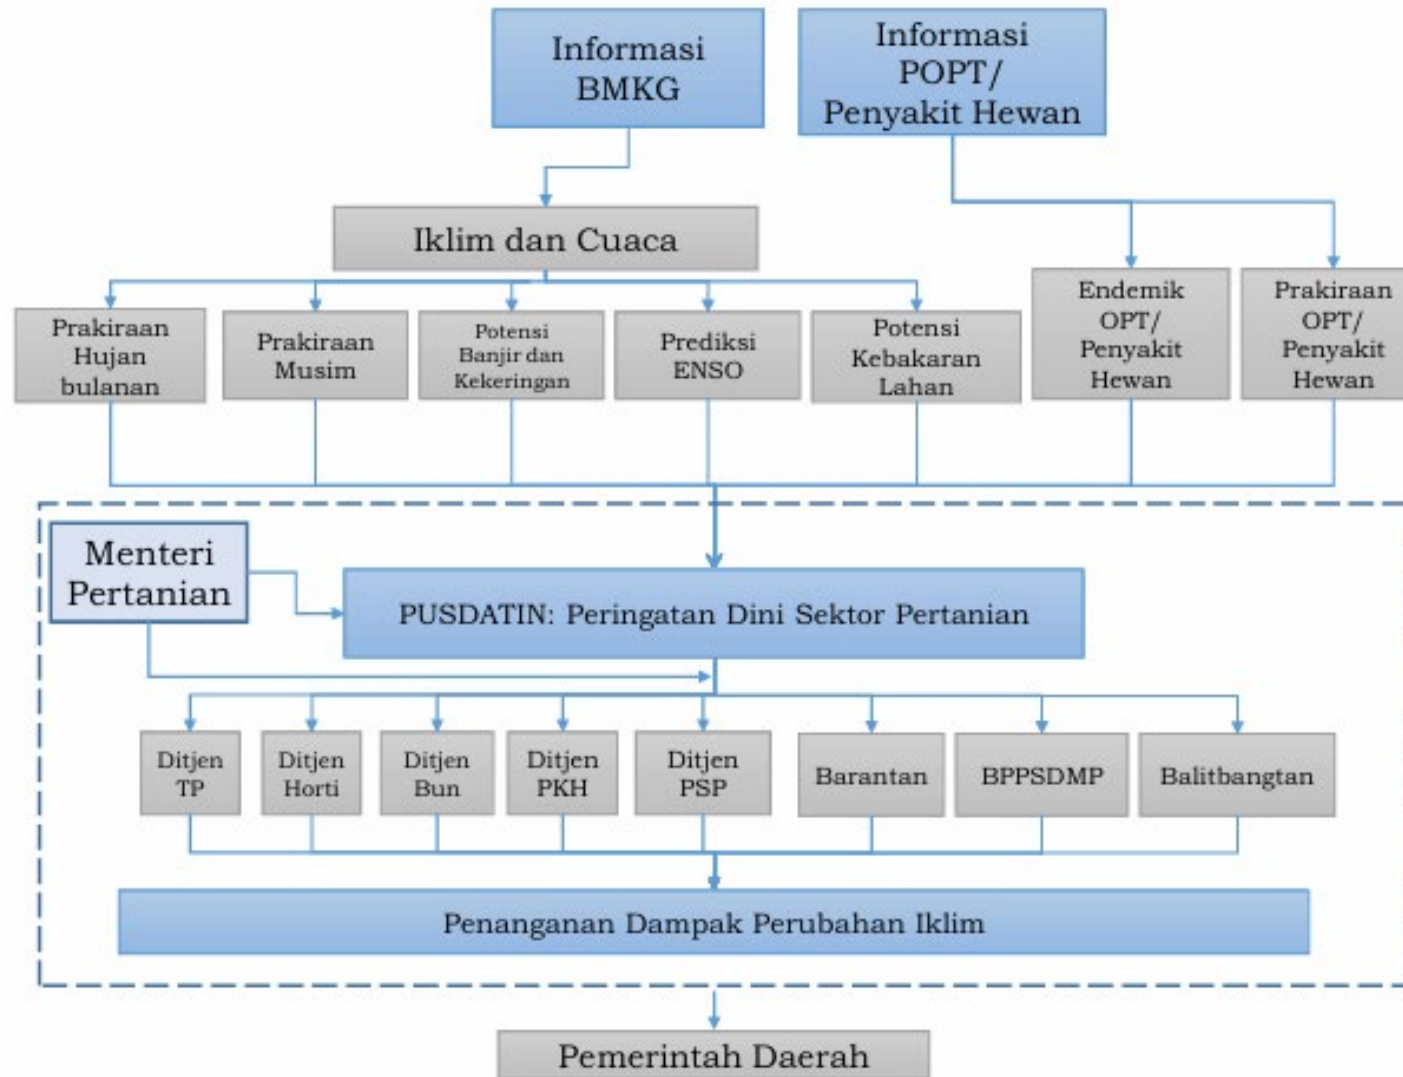 Informasi
BMKG
Informasi
POPT/
Penyakit Hewan
Iklim dan Cuaca
Prakiraan
Hujan
bulanan
Prakiraan
Musim
Potensi
Banjir dan
Kekeringan
Prediksi
ENSO
Potensi
Kebakaran
Lahan
Endemik
OPT/
Penyakit
Hewan
Prakiraan
OPT/
Penyakit
Hewan
Menteri
Pertanian
PUSDATIN: Peringatan Dini Sektor Pertanian
Ditjen
TP
Ditjen
Horti
Ditjen
Bun
Ditjen
PKH
Ditjen
PSP
Barantan
BPPSDMP
Balitbangtan
Penanganan Dampak Perubahan Iklim
Pemerintah Daerah